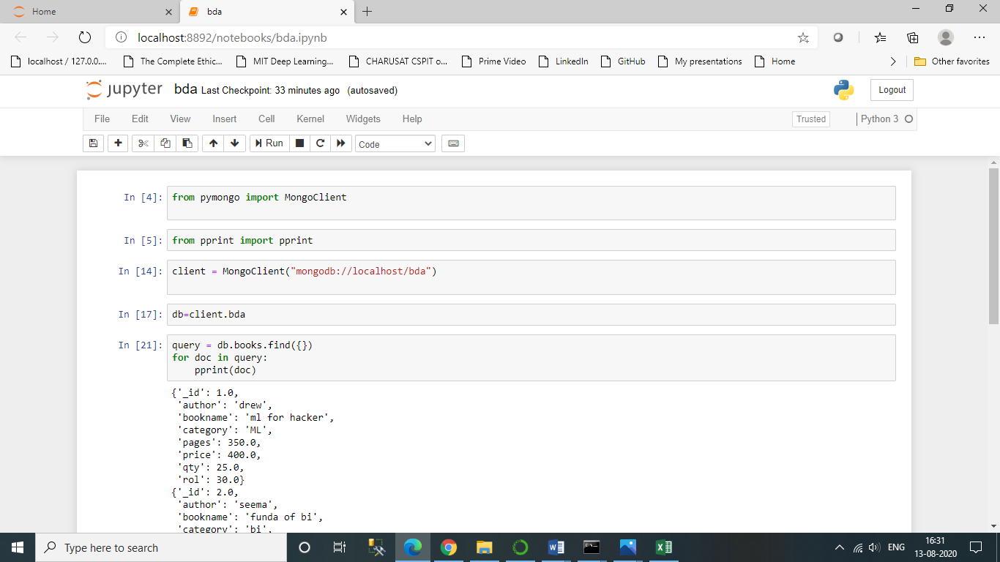 Home
bda
localhost:8892/notebooks/bda.ipynb
localhost / 127.0.0....
The Complete Ethic...
MIT Deep Learning...
CHARUSAT CSPIT o...
Prime Video
LinkedIn
GitHub
My presentations
Home
Other favorites
jupyter bda Last Checkpoint: 33 minutes ago (autosaved)
Logout
File Edit View Insert Cell Kernel Widgets Help
Trusted
Python 3
Run
Code
In [4]: from pymongo import MongoClient
In [5]: from pprint import pprint
In [14]: client = MongoClient("mongodb://localhost/bda")
In [17]: db=client.bda
In [21]: query = db.books.find({})
for doc in query:
    pprint(doc)
{'_id': 1.0,
 'author': 'drew',
 'bookname': 'ml for hacker',
 'category': 'ML',
 'pages': 350.0,
 'price': 400.0,
 'qty': 25.0,
 'rol': 30.0}
{'_id': 2.0,
 'author': 'seema',
 'bookname': 'funda of bi',
 'category': 'bi',
Type here to search
ENG
16:31
13-08-2020